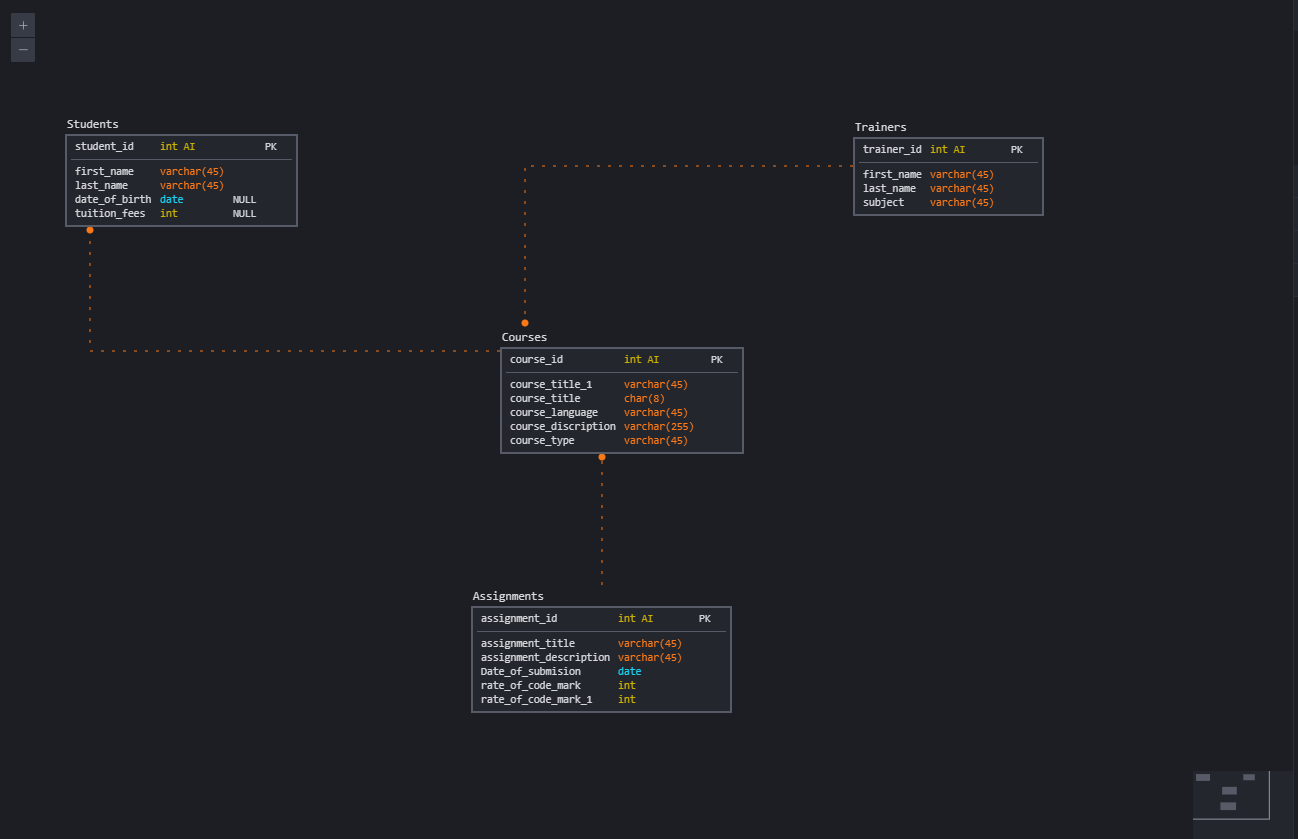 +
−
Students
student_id int AI PK
first_name varchar(45)
last_name varchar(45)
date_of_birth date NULL
tuition_fees int NULL
Trainers
trainer_id int AI PK
first_name varchar(45)
last_name varchar(45)
subject varchar(45)
Courses
course_id int AI PK
course_title_1 varchar(45)
course_title char(8)
course_language varchar(45)
course_discription varchar(255)
course_type varchar(45)
Assignments
assignment_id int AI PK
assignment_title varchar(45)
assignment_description varchar(45)
Date_of_submision date
rate_of_code_mark int
rate_of_code_mark_1 int